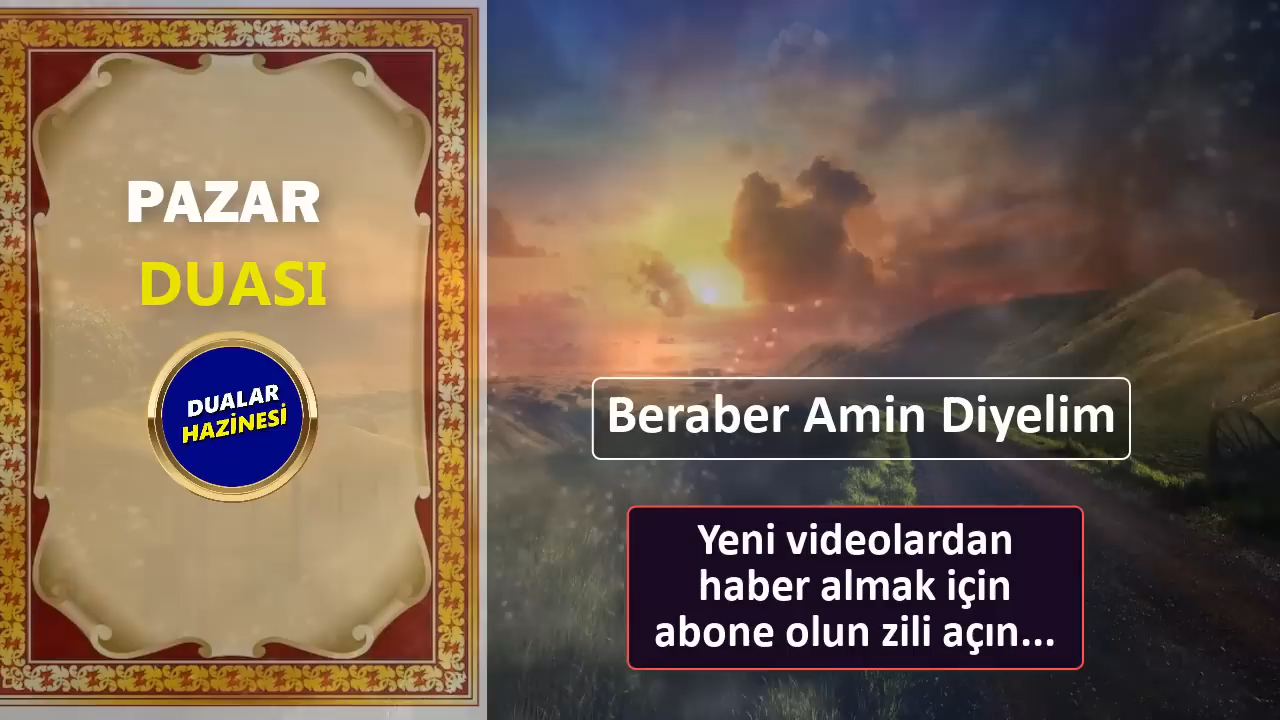 PAZAR
DUASI
DUALAR
HAZİNESİ
Beraber Amin Diyelim
Yeni videolardan
haber almak için
abone olun zili açın...